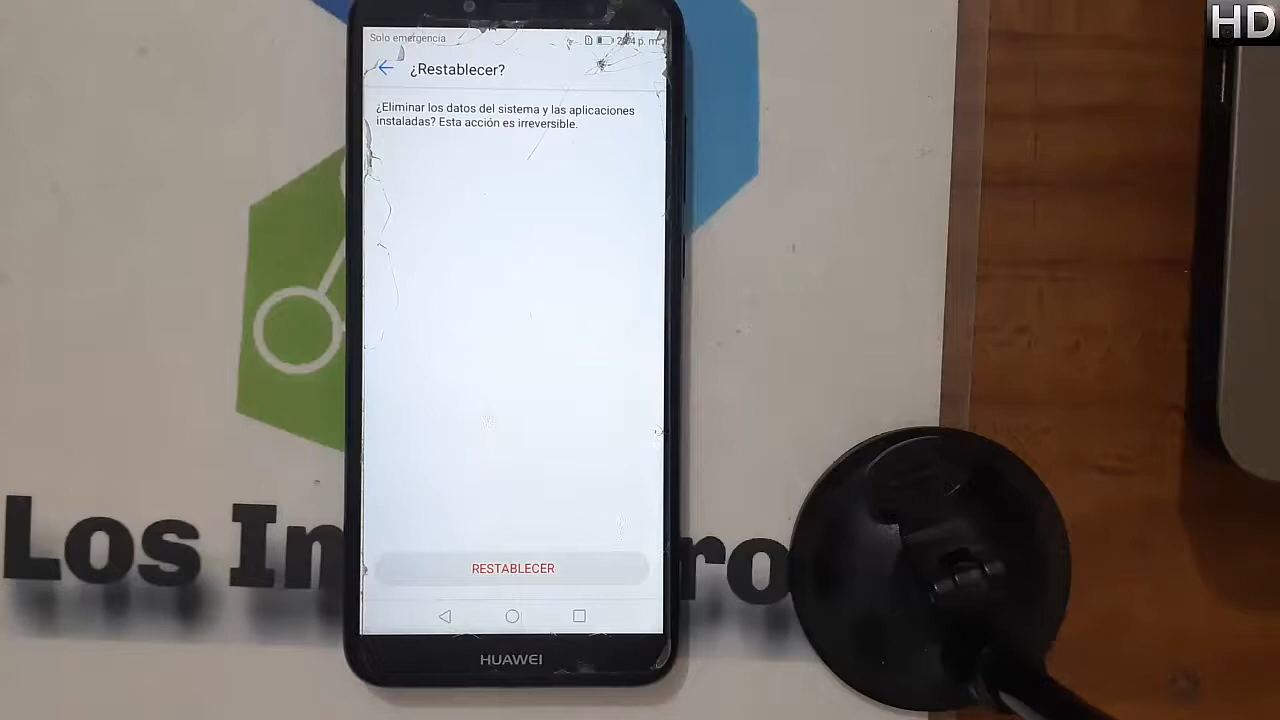 HD
Solo emergencia
¿Restablecer?
¿Eliminar los datos del sistema y las aplicaciones
instaladas? Esta acción es irreversible.
RESTABLECER
Los In ro
HUAWEI